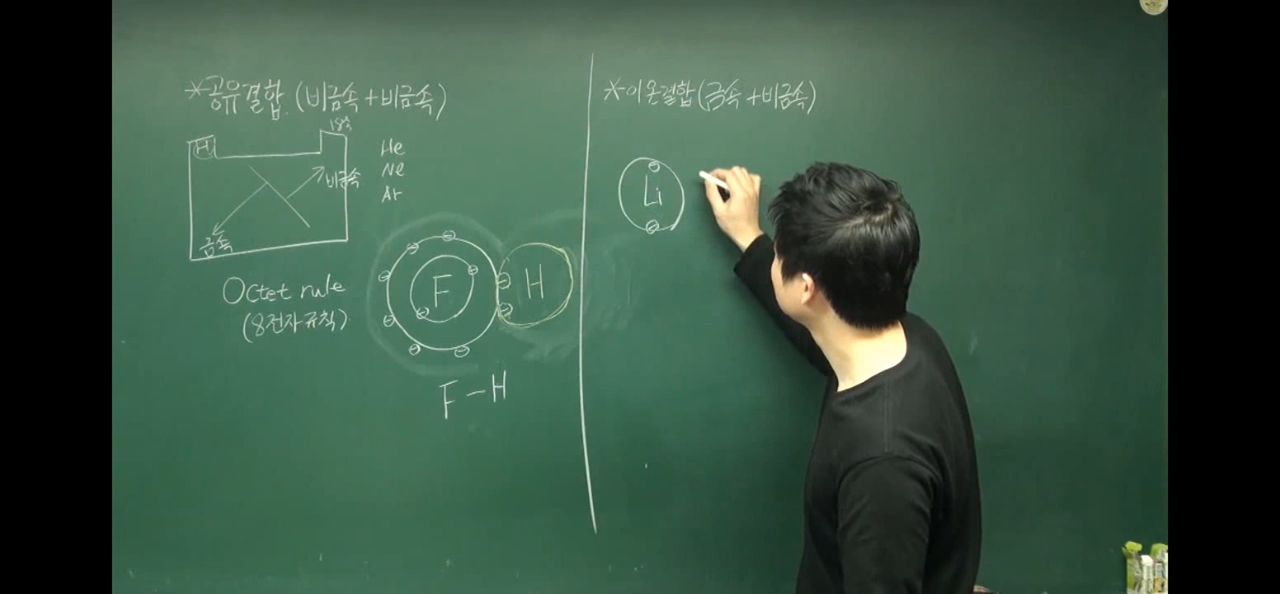 *공유결합 (비금속+비금속)
18족
H
비금속
금속
He
Ne
Ar
Octet rule
(8전자규칙)
F
H
F-H
*이온결합(금속+비금속)
Li